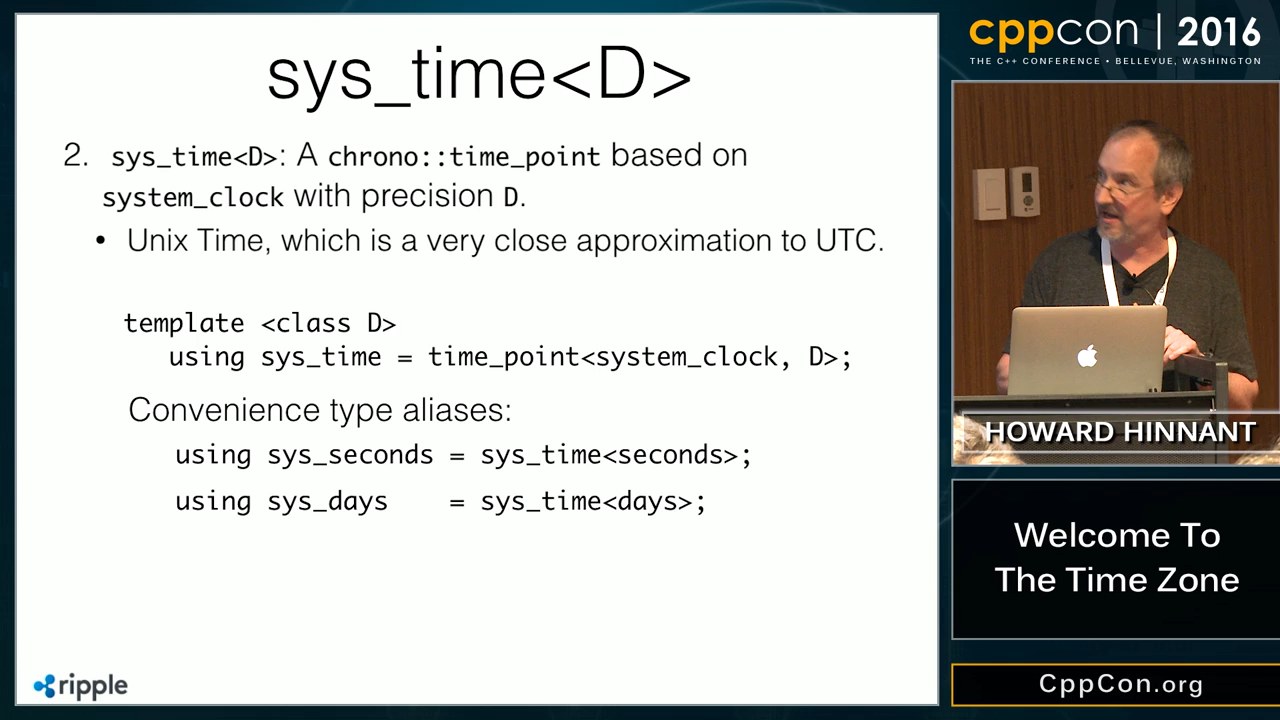 sys_time<D>
2. sys_time<D>: A chrono::time_point based on
system_clock with precision D.
• Unix Time, which is a very close approximation to UTC.
template <class D>
using sys_time = time_point<system_clock, D>;
Convenience type aliases:
using sys_seconds = sys_time<seconds>;
using sys_days = sys_time<days>;
ripple
cppcon | 2016
THE C++ CONFERENCE • BELLEVUE, WASHINGTON
HOWARD HINNANT
Welcome To
The Time Zone
CppCon.org